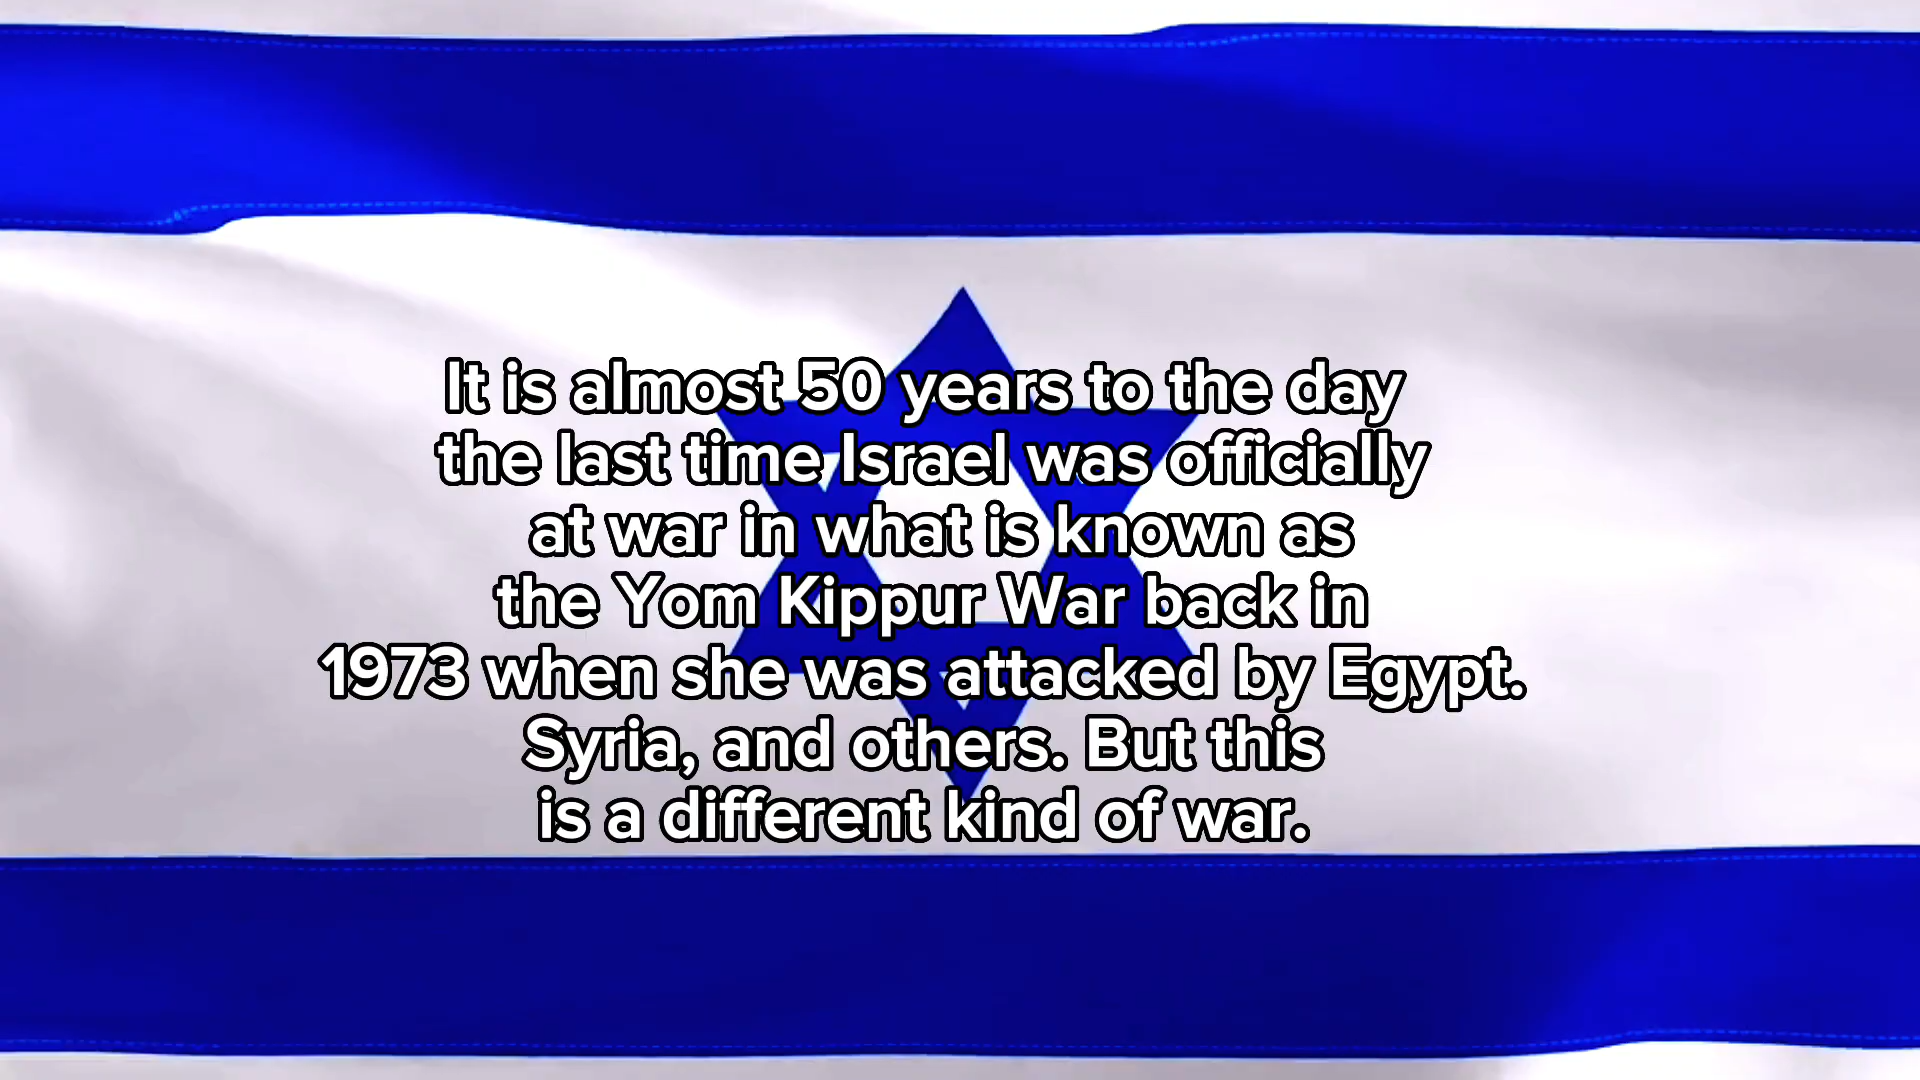 It is almost 50 years to the day
the last time Israel was officially
at war in what is known as
the Yom Kippur War back in
1973 when she was attacked by Egypt.
Syria, and others. But this
is a different kind of war.